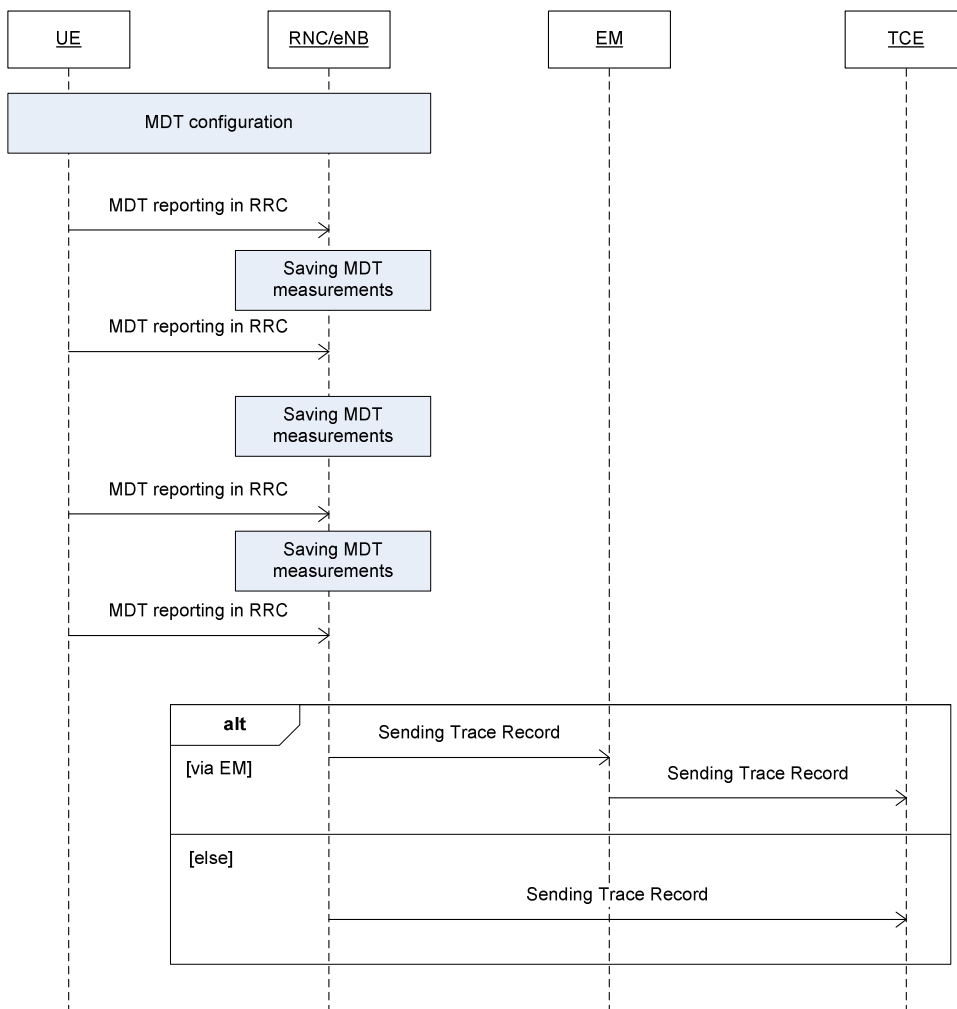 UE
RNC/eNB
EM
TCE
MDT configuration
MDT reporting in RRC
Saving MDT
measurements
MDT reporting in RRC
Saving MDT
measurements
MDT reporting in RRC
Saving MDT
measurements
MDT reporting in RRC
alt
Sending Trace Record
[via EM]
Sending Trace Record
[else]
Sending Trace Record